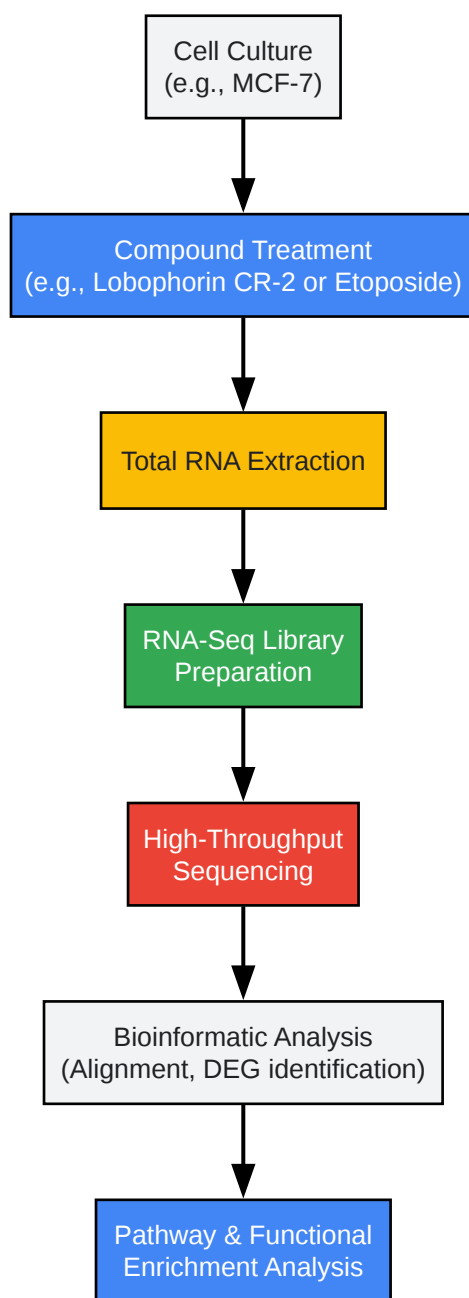 Cell Culture
(e.g., MCF-7)
Compound Treatment
(e.g., Lobophorin CR-2 or Etoposide)
Total RNA Extraction
RNA-Seq Library
Preparation
High-Throughput
Sequencing
Bioinformatic Analysis
(Alignment, DEG identification)
Pathway & Functional
Enrichment Analysis